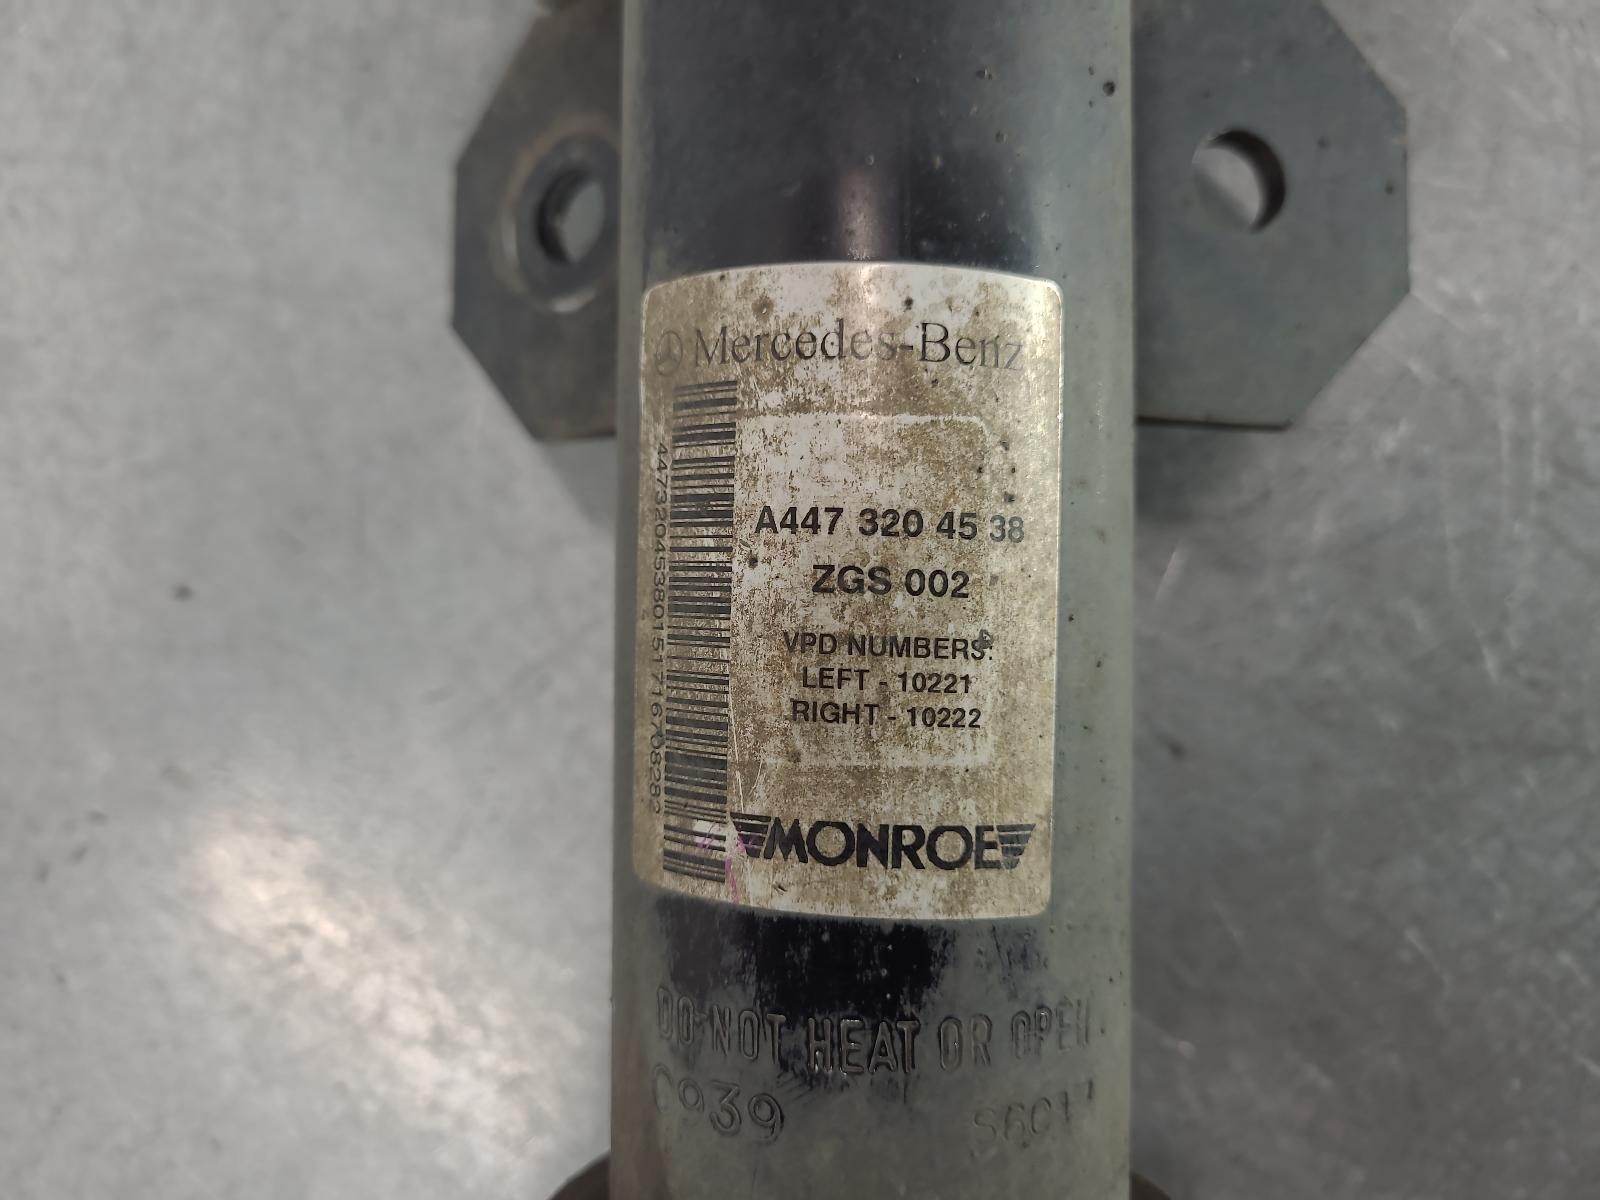 Mercedes-Benz
A447 320 45 38
ZGS 002
VPD NUMBERS:
LEFT - 10221
RIGHT - 10222
MONROE
DO NOT HEAT OR OPEN